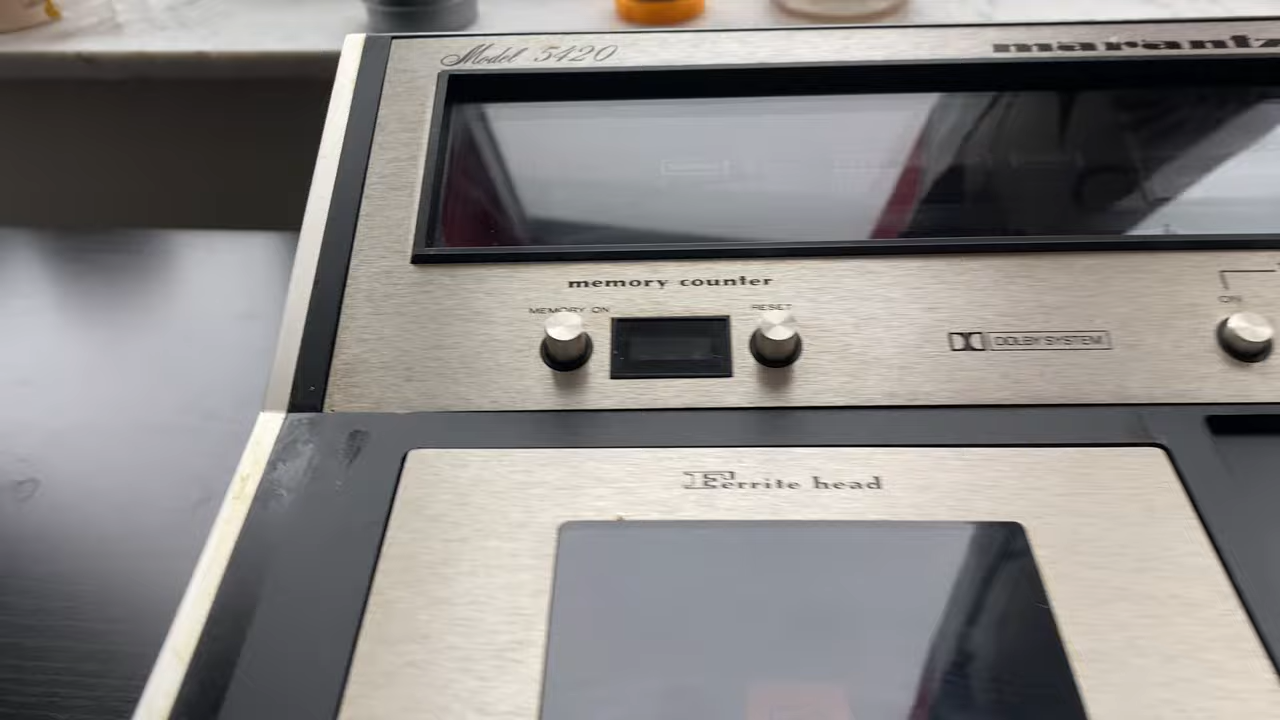 Model 5420
marantz
memory counter
MEMORY ON
RESET
ON
DOLBY SYSTEM
Ferrite head